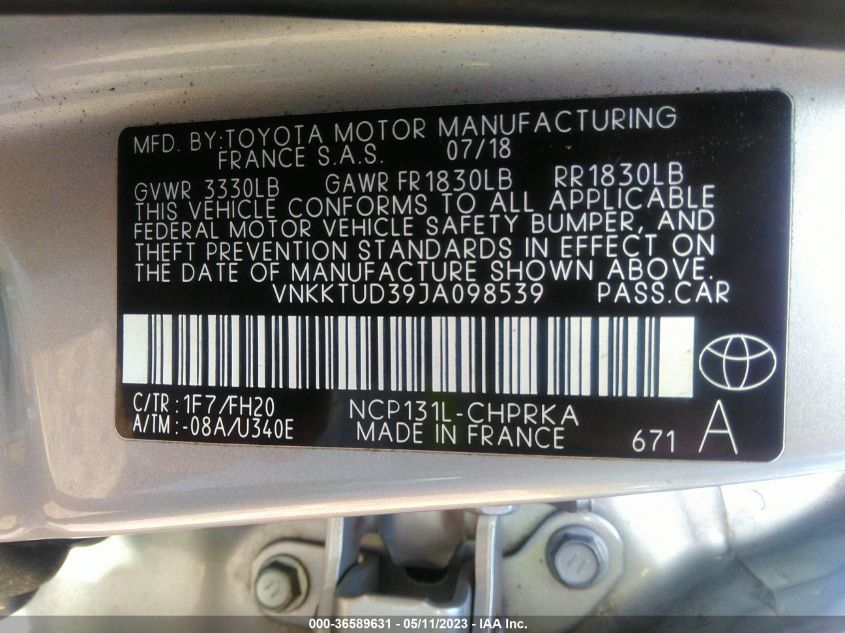 MFD. BY:TOYOTA MOTOR MANUFACTURING
FRANCE S.A.S. 07/18
GVWR 3330LB GAWR FR1830LB RR1830LB
THIS VEHICLE CONFORMS TO ALL APPLICABLE
FEDERAL MOTOR VEHICLE SAFETY BUMPER, AND
THEFT PREVENTION STANDARDS IN EFFECT ON
THE DATE OF MANUFACTURE SHOWN ABOVE.
VNKKTUD39JA098539 PASS.CAR
C/TR: 1F7/FH20 NCP131L-CHPRKA
A/TM: -08A/U340E MADE IN FRANCE 671 A
000-36589631 - 05/11/2023 - IAA Inc.